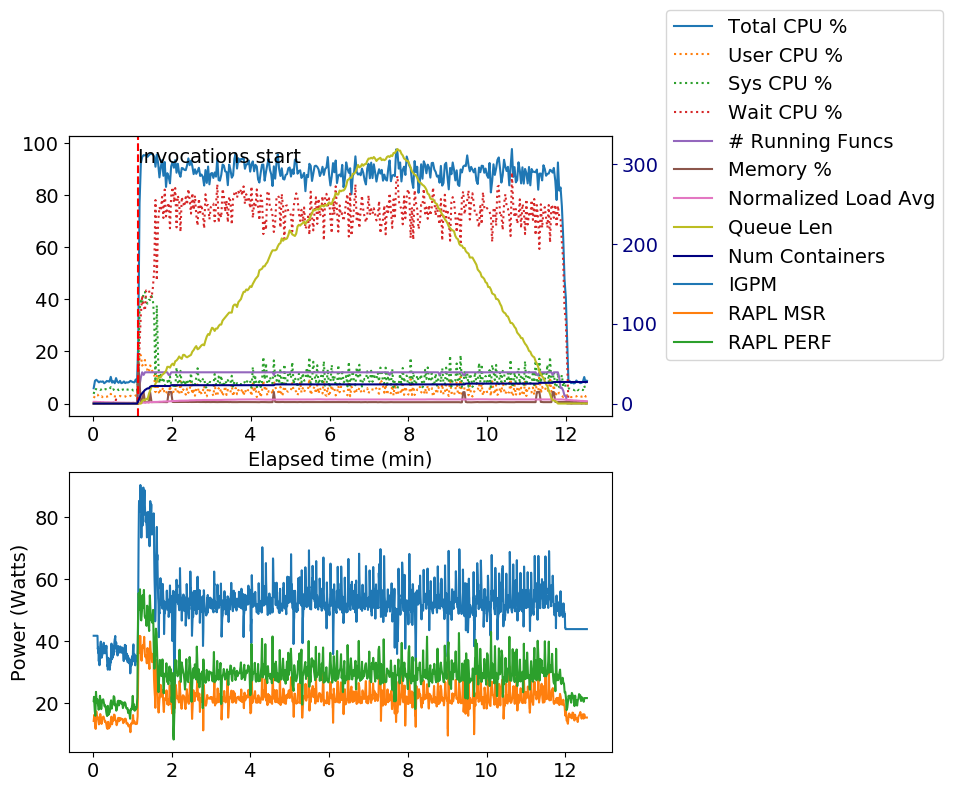 Total CPU %
User CPU %
Sys CPU %
Wait CPU %
# Running Funcs
Memory %
Normalized Load Avg
Queue Len
Num Containers
IGPM
RAPL MSR
RAPL PERF
Invocations start
100
80
60
40
20
0
300
200
100
0
0 2 4 6 8 10 12
Elapsed time (min)
Power (Watts)
80
60
40
20
0 2 4 6 8 10 12